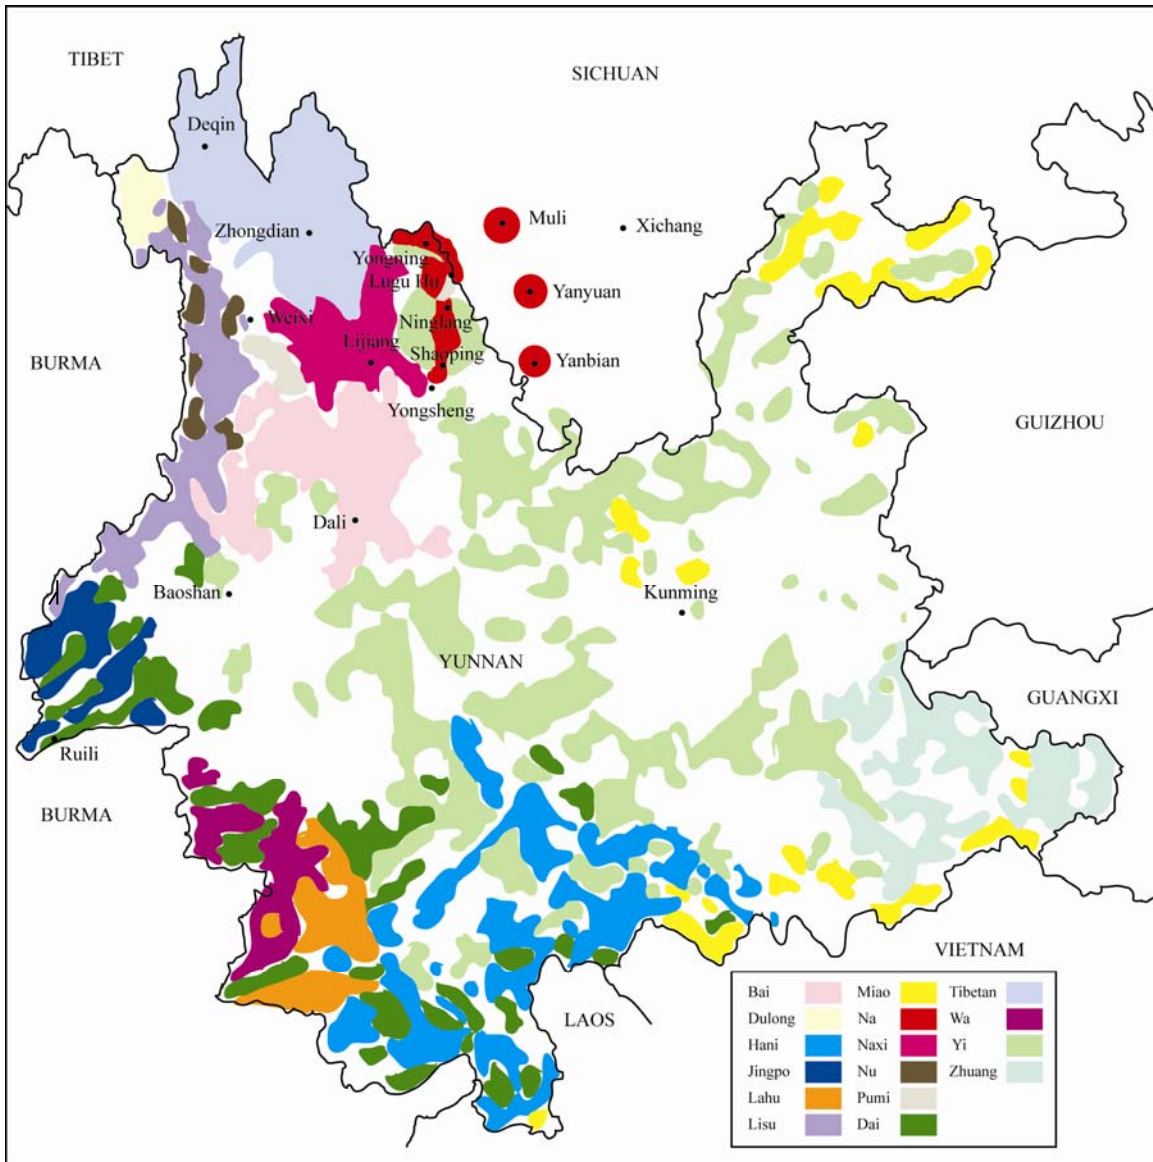 TIBET
SICHUAN
Deqin
Muli
Xichang
Zhongdian
Yongning
Lugu Hu
Yanyuan
Weixi
Ninglang
Lijiang
Shaoping
Yanbian
BURMA
Yongsheng
GUIZHOU
Dali
Baoshan
Kunming
YUNNAN
GUANGXI
Ruili
BURMA
VIETNAM
LAOS
Bai Miao Tibetan
Dulong Na Wa
Hani Naxi Yi
Jingpo Nu Zhuang
Lahu Pumi
Lisu Dai